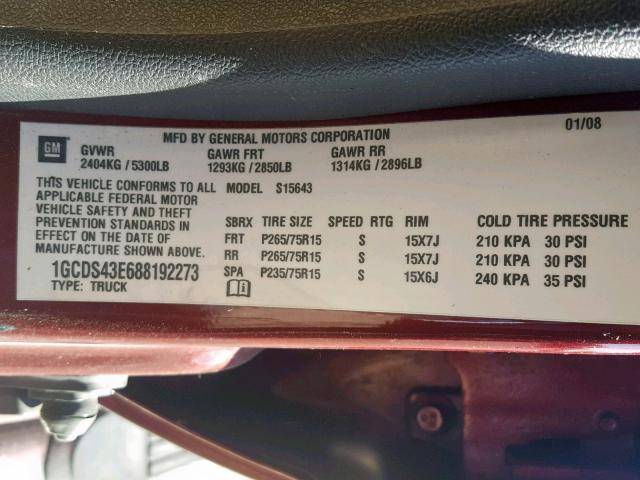 MFD BY GENERAL MOTORS CORPORATION 01/08
GM
GVWR GAWR FRT GAWR RR
2404KG / 5300LB 1293KG / 2850LB 1314KG / 2896LB
THIS VEHICLE CONFORMS TO ALL MODEL S15643
APPLICABLE FEDERAL MOTOR
VEHICLE SAFETY AND THEFT
PREVENTION STANDARDS IN
EFFECT ON THE DATE OF
MANUFACTURE SHOWN ABOVE.
1GCDS43E688192273
TYPE: TRUCK
SBRX TIRE SIZE SPEED RTG RIM COLD TIRE PRESSURE
FRT P265/75R15 S 15X7J 210 KPA 30 PSI
RR P265/75R15 S 15X7J 210 KPA 30 PSI
SPA P235/75R15 S 15X6J 240 KPA 35 PSI